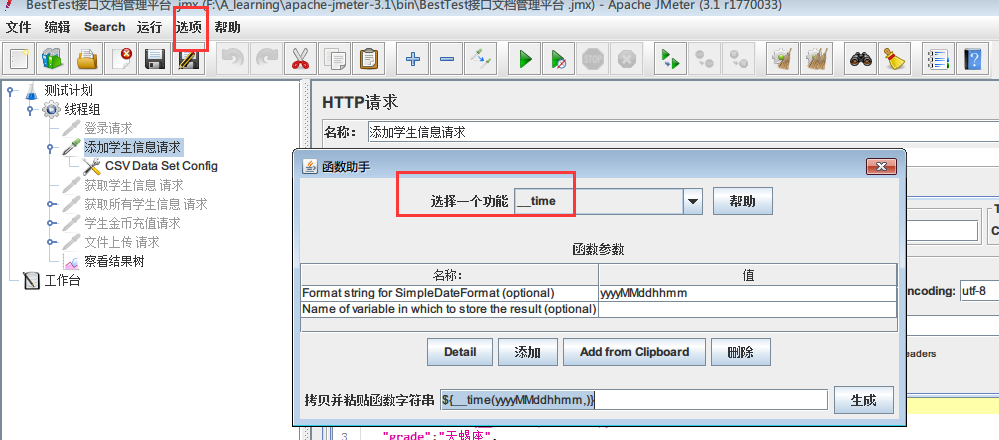 BestTest接口文档管理平台 .jmx (F:\A_learning\apache-jmeter-3.1\bin\BestTest接口文档管理平台 .jmx) - Apache JMeter (3.1 r1770033)
文件 编辑 Search 运行 选项 帮助
测试计划
线程组
登录请求
添加学生信息请求
CSV Data Set Config
获取学生信息 请求
获取所有学生信息 请求
学生金币充值请求
文件上传 请求
察看结果树
工作台
HTTP请求
名称: 添加学生信息请求
函数助手
选择一个功能 __time 帮助
函数参数
名称: 值
Format string for SimpleDateFormat (optional) yyyyMMddhhmm
Name of variable in which to store the result (optional)
Detail 添加 Add from Clipboard 删除
拷贝并粘贴函数字符串 ${__time(yyyyMMddhhmm,)} 生成
ncoding: utf-8
eaders
3 "grade":"天蝎座",